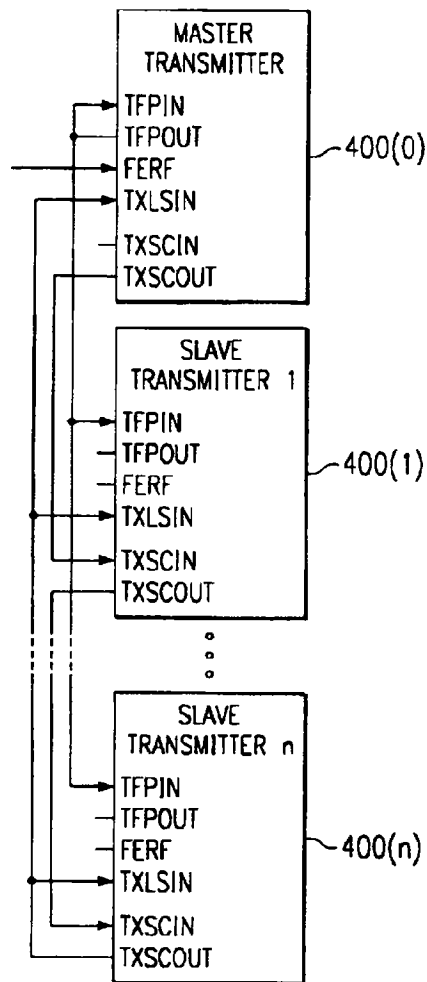 MASTER
TRANSMITTER
TFPIN
TFPOUT
FERF
TXLSIN
TXSCIN
TXSCOUT
400(0)
SLAVE
TRANSMITTER 1
TFPIN
TFPOUT
FERF
TXLSIN
TXSCIN
TXSCOUT
400(1)
SLAVE
TRANSMITTER n
TFPIN
TFPOUT
FERF
TXLSIN
TXSCIN
TXSCOUT
400(n)